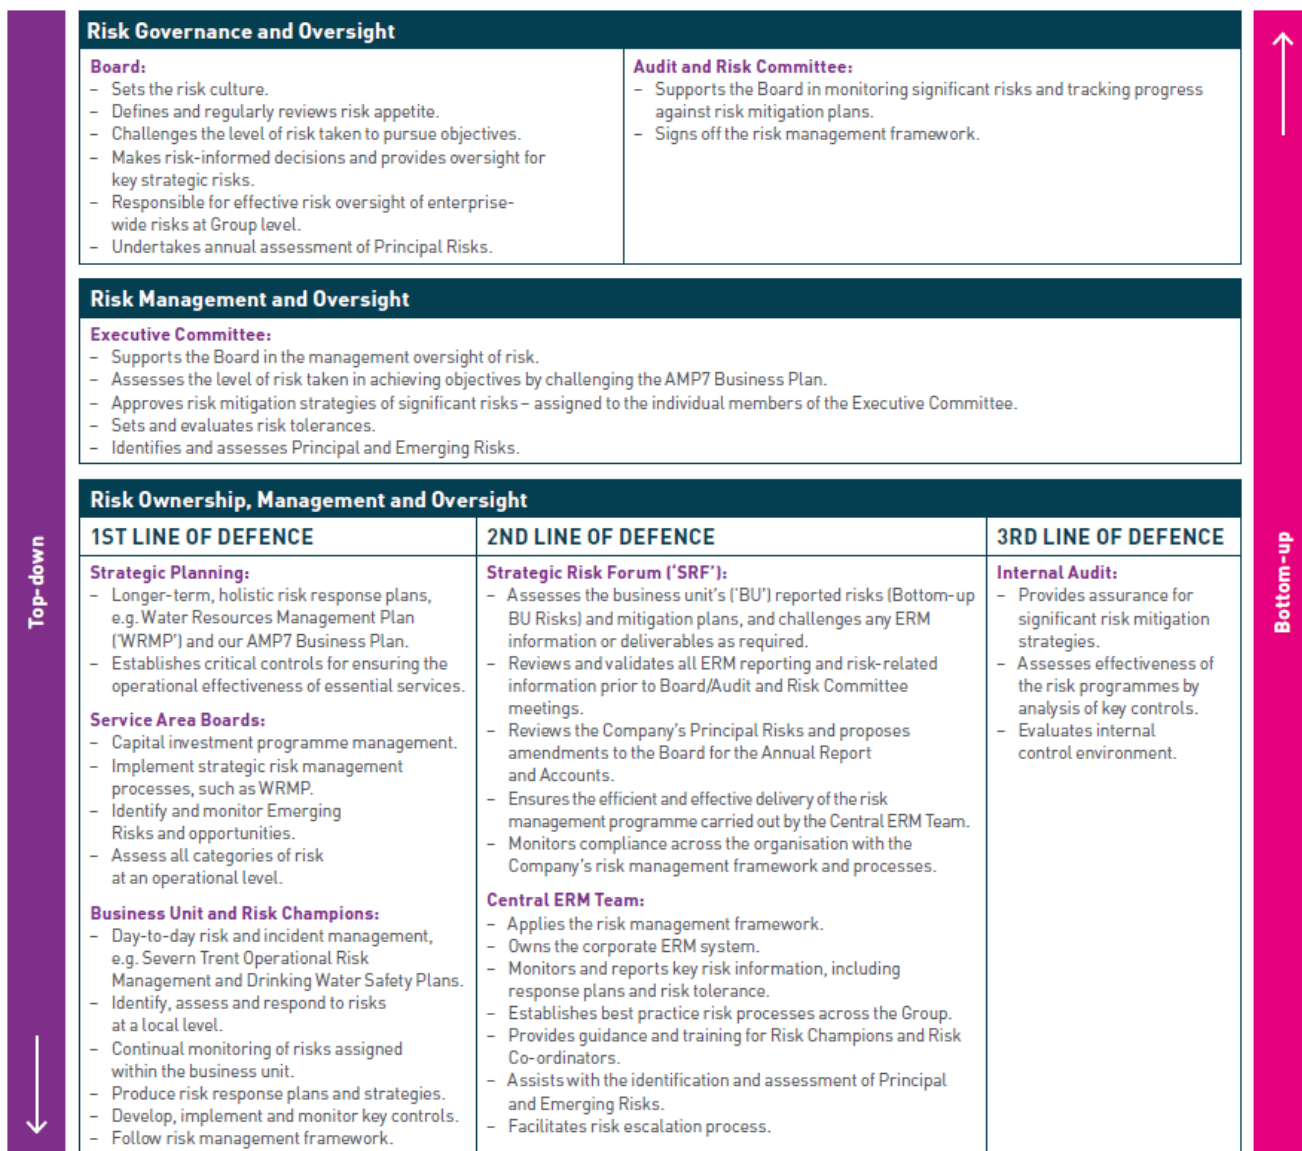 Risk Governance and Oversight
Board:
– Sets the risk culture.
– Defines and regularly reviews risk appetite.
– Challenges the level of risk taken to pursue objectives.
– Makes risk-informed decisions and provides oversight for
key strategic risks.
– Responsible for effective risk oversight of enterprise-
wide risks at Group level.
– Undertakes annual assessment of Principal Risks.
Audit and Risk Committee:
– Supports the Board in monitoring significant risks and tracking progress
against risk mitigation plans.
– Signs off the risk management framework.
Risk Management and Oversight
Executive Committee:
– Supports the Board in the management oversight of risk.
– Assesses the level of risk taken in achieving objectives by challenging the AMP7 Business Plan.
– Approves risk mitigation strategies of significant risks – assigned to the individual members of the Executive Committee.
– Sets and evaluates risk tolerances.
– Identifies and assesses Principal and Emerging Risks.
Risk Ownership, Management and Oversight
1ST LINE OF DEFENCE
Strategic Planning:
– Longer-term, holistic risk response plans,
e.g. Water Resources Management Plan
(‘WRMP’) and our AMP7 Business Plan.
– Establishes critical controls for ensuring the
operational effectiveness of essential services.
Service Area Boards:
– Capital investment programme management.
– Implement strategic risk management
processes, such as WRMP.
– Identify and monitor Emerging
Risks and opportunities.
– Assess all categories of risk
at an operational level.
Business Unit and Risk Champions:
– Day-to-day risk and incident management,
e.g. Severn Trent Operational Risk
Management and Drinking Water Safety Plans.
– Identify, assess and respond to risks
at a local level.
– Continual monitoring of risks assigned
within the business unit.
– Produce risk response plans and strategies.
– Develop, implement and monitor key controls.
– Follow risk management framework.
2ND LINE OF DEFENCE
Strategic Risk Forum (‘SRF’):
– Assesses the business unit’s (‘BU’) reported risks (Bottom-up
BU Risks) and mitigation plans, and challenges any ERM
information or deliverables as required.
– Reviews and validates all ERM reporting and risk-related
information prior to Board/Audit and Risk Committee
meetings.
– Reviews the Company’s Principal Risks and proposes
amendments to the Board for the Annual Report
and Accounts.
– Ensures the efficient and effective delivery of the risk
management programme carried out by the Central ERM Team.
– Monitors compliance across the organisation with the
Company’s risk management framework and processes.
Central ERM Team:
– Applies the risk management framework.
– Owns the corporate ERM system.
– Monitors and reports key risk information, including
response plans and risk tolerance.
– Establishes best practice risk processes across the Group.
– Provides guidance and training for Risk Champions and Risk
Co-ordinators.
– Assists with the identification and assessment of Principal
and Emerging Risks.
– Facilitates risk escalation process.
3RD LINE OF DEFENCE
Internal Audit:
– Provides assurance for
significant risk mitigation
strategies.
– Assesses effectiveness of
the risk programmes by
analysis of key controls.
– Evaluates internal
control environment.
Top-down
Bottom-up